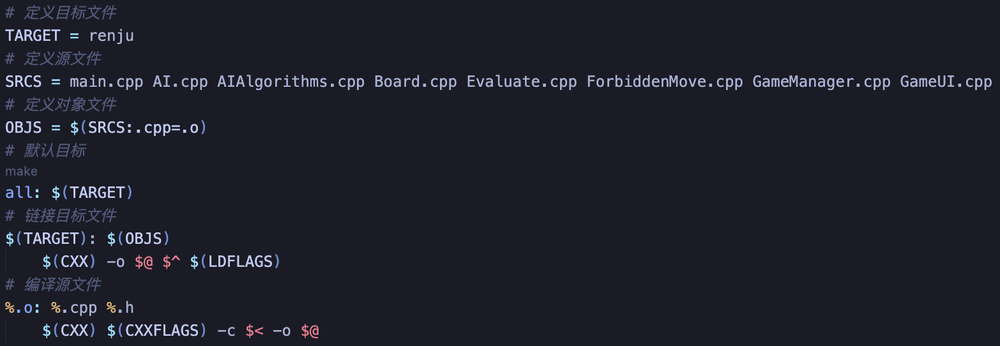 # 定义目标文件
TARGET = renju
# 定义源文件
SRCS = main.cpp AI.cpp AIAlgorithms.cpp Board.cpp Evaluate.cpp ForbiddenMove.cpp GameManager.cpp GameUI.cpp
# 定义对象文件
OBJS = $(SRCS:.cpp=.o)
# 默认目标
make
all: $(TARGET)
# 链接目标文件
$(TARGET): $(OBJS)
    $(CXX) -o $@ $^ $(LDFLAGS)
# 编译源文件
%.o: %.cpp %.h
    $(CXX) $(CXXFLAGS) -c $< -o $@